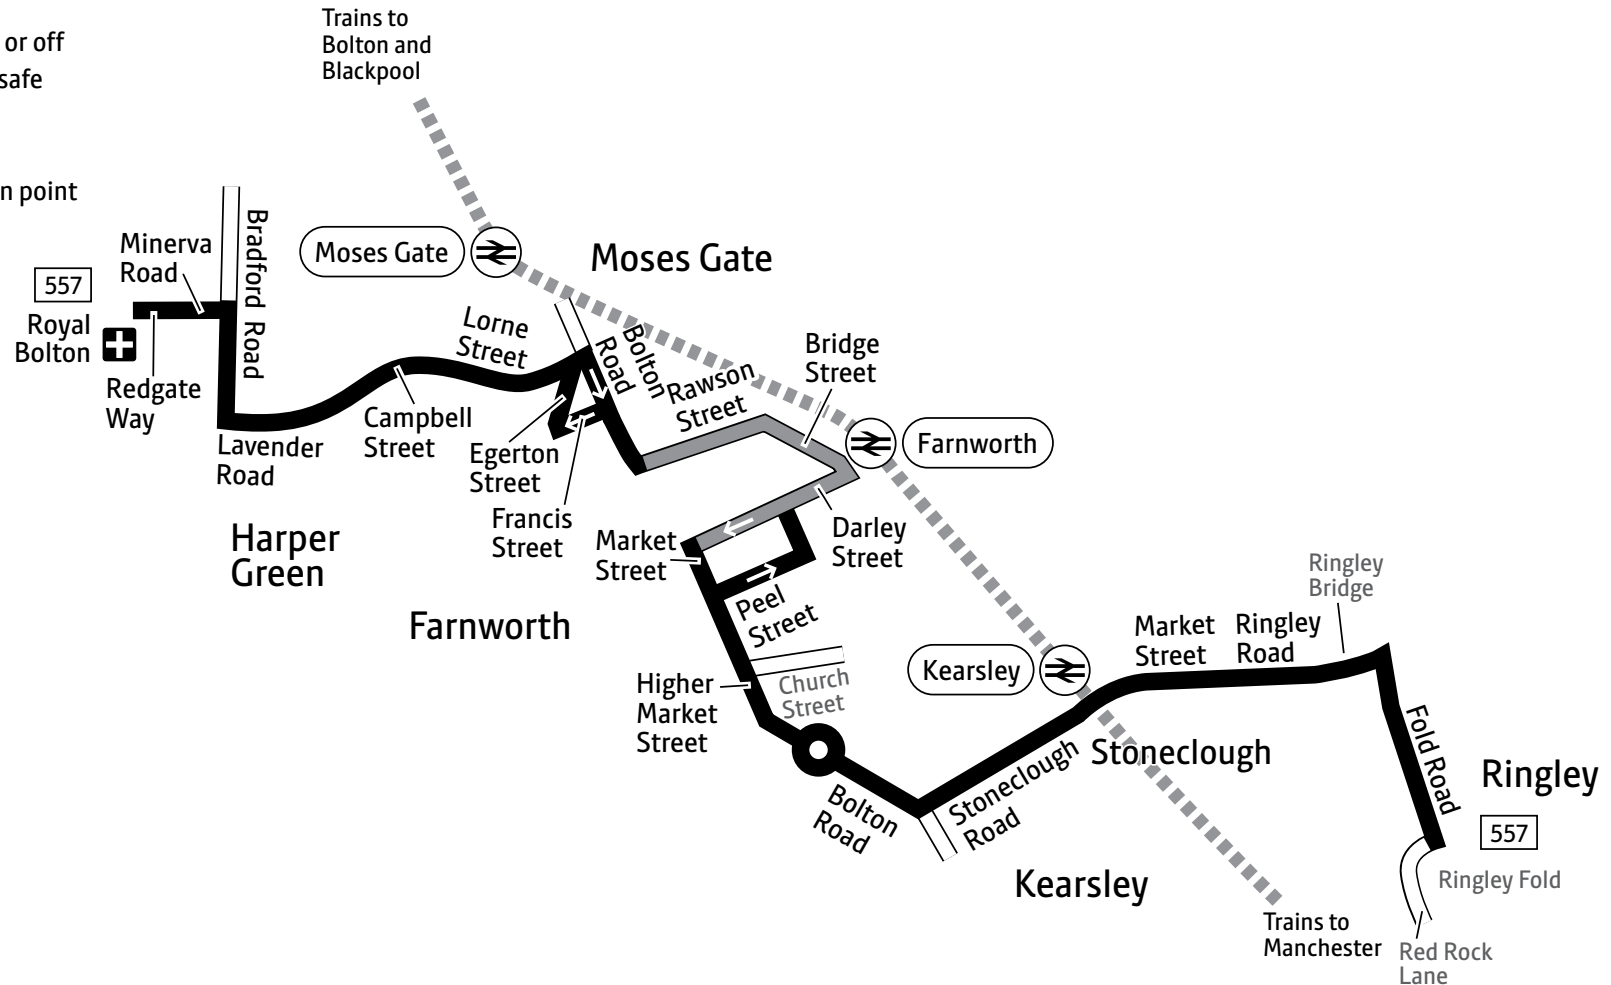 Trains to
Bolton and
Blackpool
or off
safe
n point
Minerva
Road
Bradford Road
557
Royal
Bolton
Redgate
Way
Moses Gate
Moses Gate
Lorne
Street
Bolton
Road
Rawson
Street
Bridge
Street
Farnworth
Campbell
Street
Lavender
Road
Egerton
Street
Francis
Street
Harper
Green
Market
Street
Darley
Street
Farnworth
Peel
Street
Ringley
Bridge
Market
Street
Ringley
Road
Kearsley
Higher
Market
Street
Church
Street
Fold Road
Stoneclough
Stoneclough
Road
Ringley
557
Bolton
Road
Kearsley
Ringley Fold
Trains to
Manchester
Red Rock
Lane